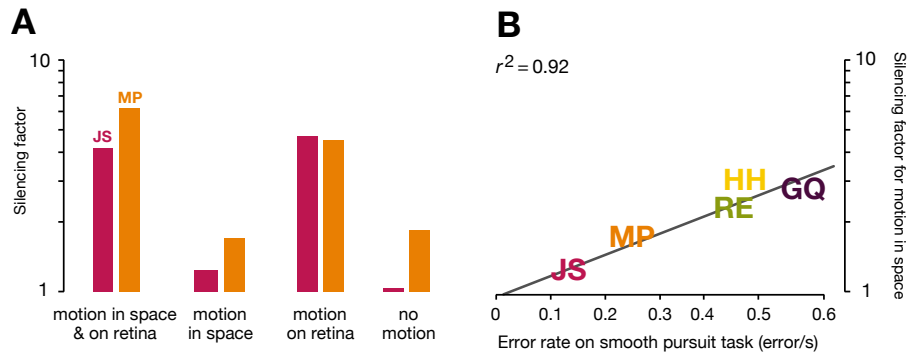 A
10
Silencing factor
1
JS
MP
motion in space
& on retina
motion
in space
motion
on retina
no
motion
B
r² = 0.92
10
Silencing factor for motion in space
1
JS
MP
RE
HH
GQ
0
0.1
0.2
0.3
0.4
0.5
0.6
Error rate on smooth pursuit task (error/s)